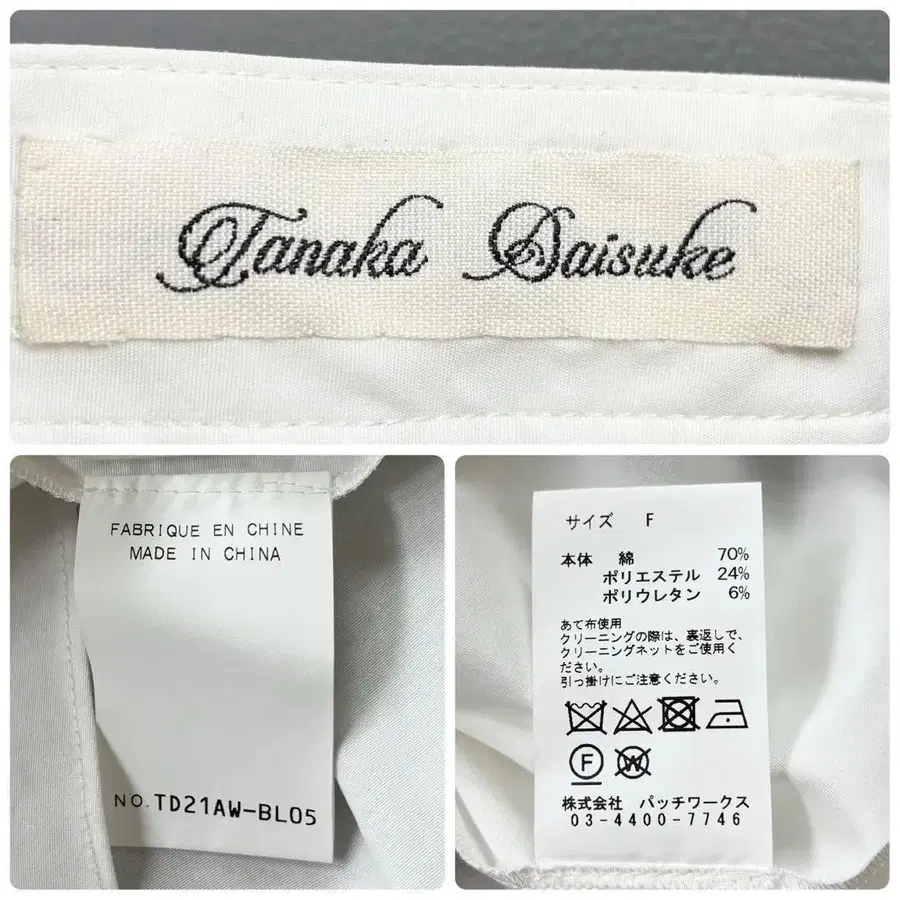 Tanaka Daisuke
FABRIQUE EN CHINE
MADE IN CHINA
NO. TD21AW-BL05
サイズ F
本体 綿 70%
ポリエステル 24%
ポリウレタン 6%
あて布使用
クリーニングの際は、裏返しで、
クリーニングネットをご使用く
ださい。
引っ掛けにご注意ください。
F W
株式会社 パッチワークス
03-4400-7746